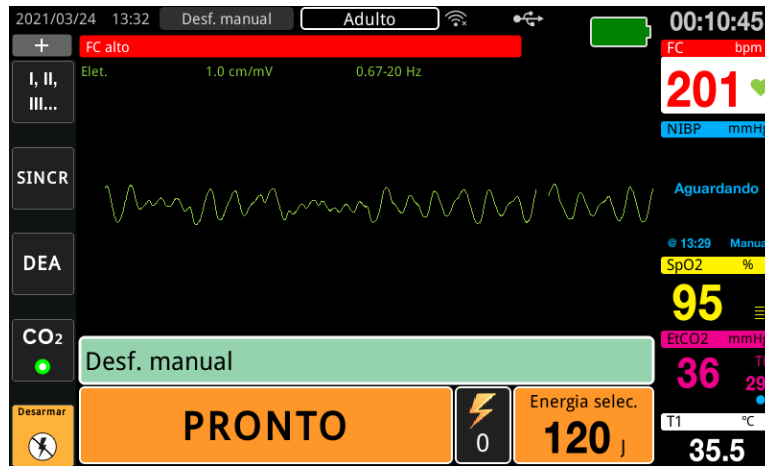 2021/03/24 13:32 Desf. manual Adulto 00:10:45
+ FC alto FC bpm
I, II, III...
Elet. 1.0 cm/mV 0.67-20 Hz
201
NIBP mmHg
SINCR
Aguardando
@ 13:29 Manual
DEA
SpO2 %
95
CO2
EtCO2 mmHg
36
29
Desf. manual
Desarmar
PRONTO
0
Energia selec.
120 J
T1 °C
35.5